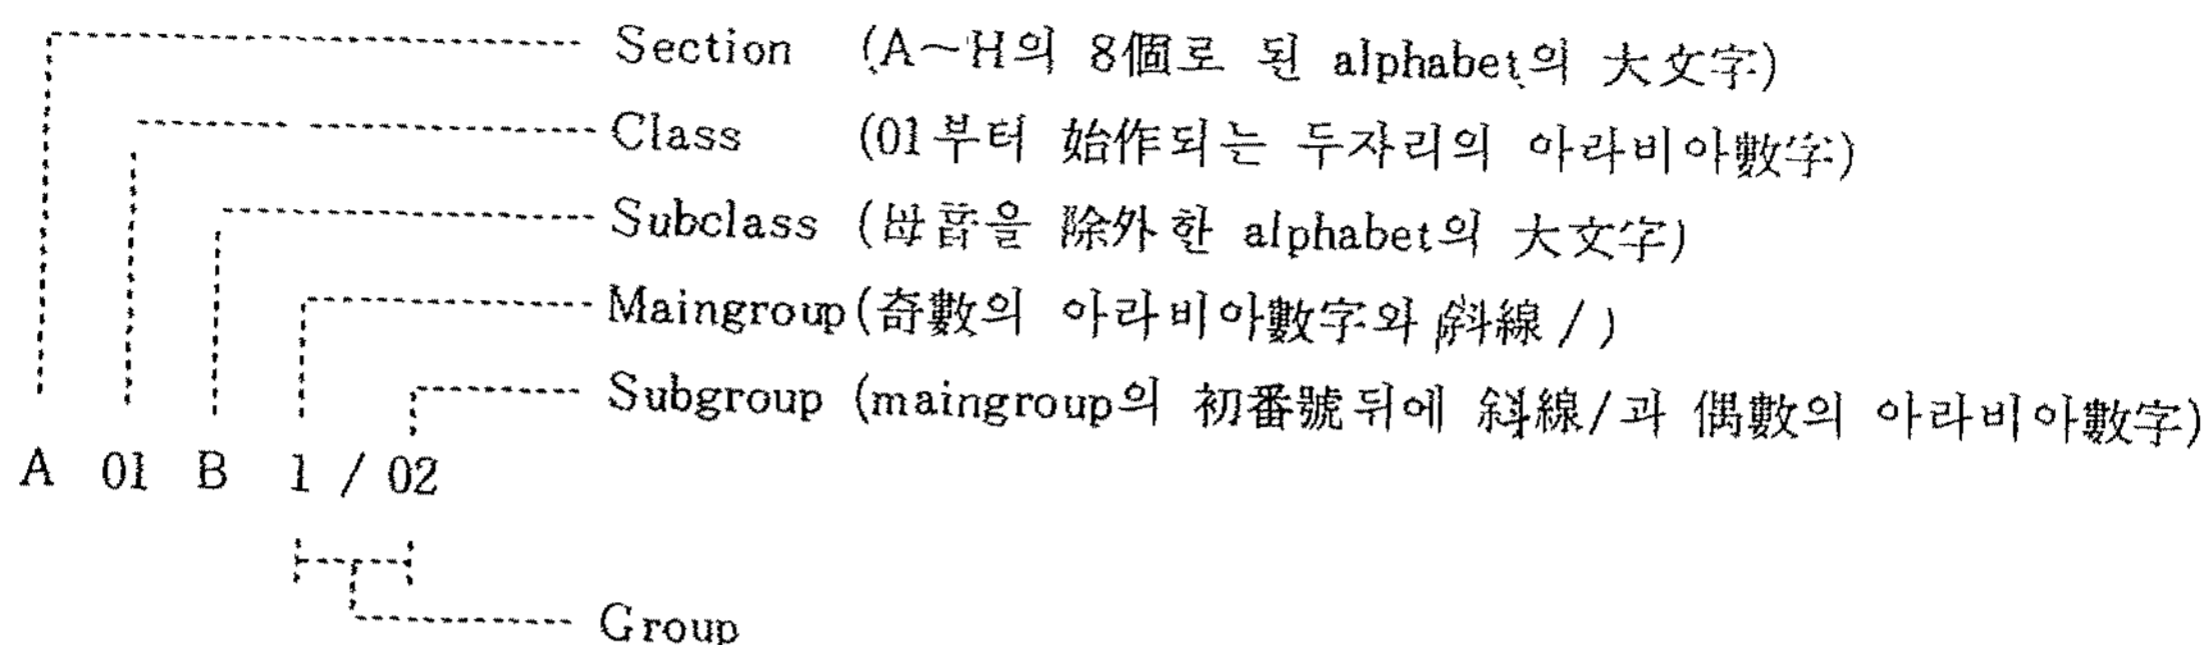 Section (A～H의 8個로 된 alphabet의 大文字)
Class (01부터 始作되는 두자리의 아라비아數字)
Subclass (母音을 除外한 alphabet의 大文字)
Maingroup(奇數의 아라비아數字와 斜線/)
Subgroup (maingroup의 初番號뒤에 斜線/과 偶數의 아라비아數字)
A 01 B 1 / 02
Group